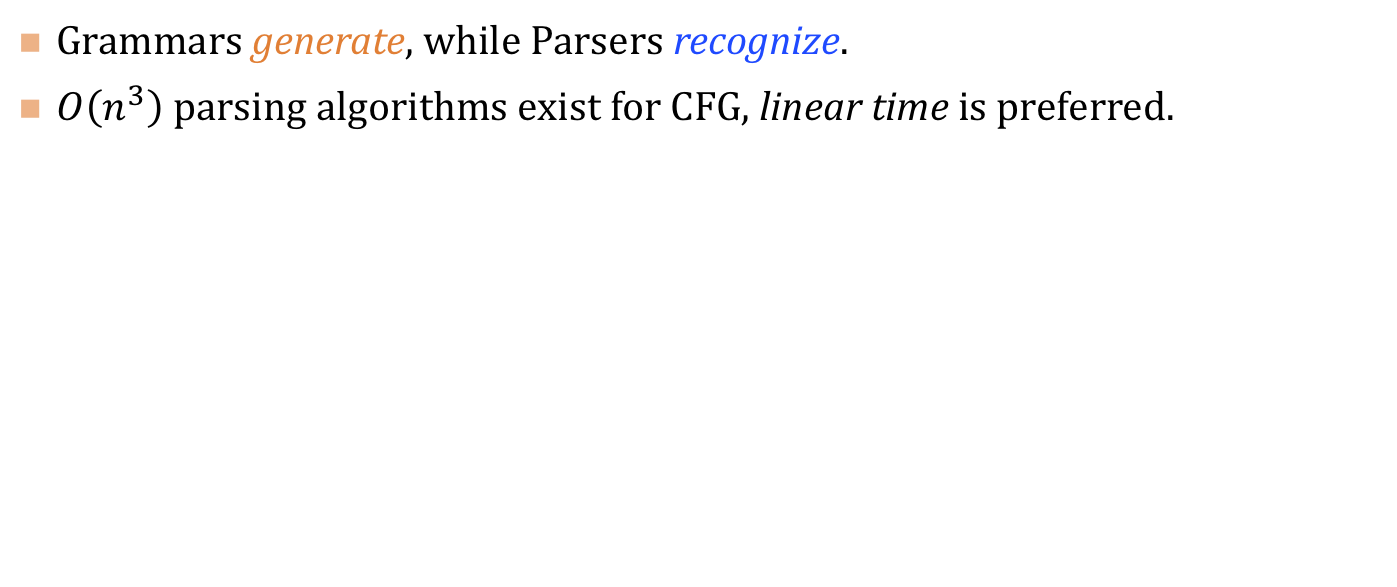 Grammars generate, while Parsers recognize.
O(n³) parsing algorithms exist for CFG, linear time is preferred.